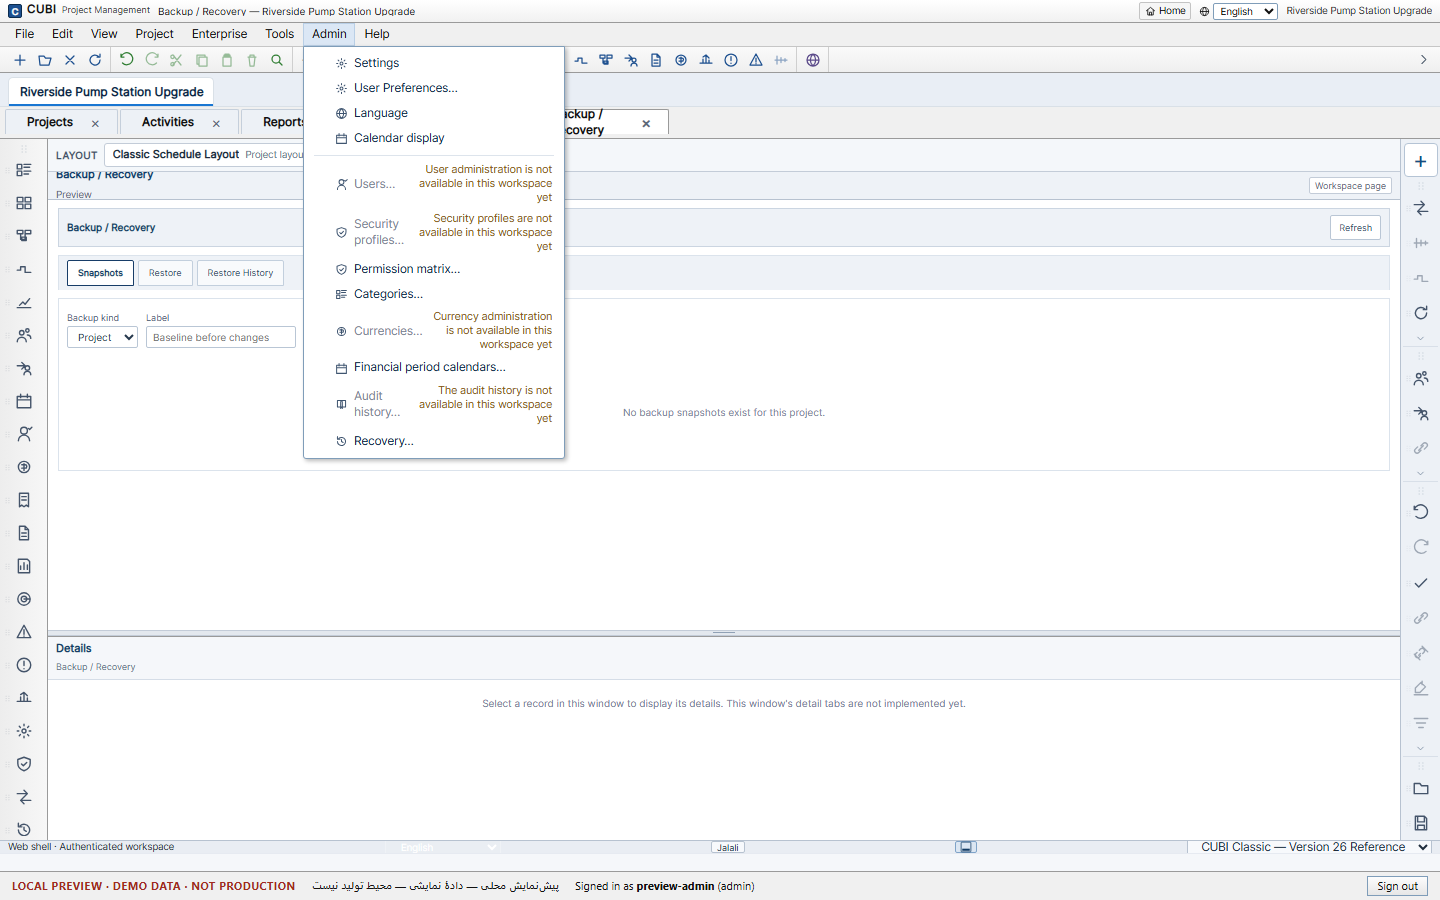 CUBI Project Management Backup / Recovery — Riverside Pump Station Upgrade Home English Riverside Pump Station Upgrade
File Edit View Project Enterprise Tools Admin Help
Riverside Pump Station Upgrade
Projects Activities Reports
Recovery
LAYOUT Classic Schedule Layout
Backup / Recovery
Preview
Workspace page
Backup / Recovery
Refresh
Snapshots Restore Restore History
Backup kind Label
Project Baseline before changes
No backup snapshots exist for this project.
Settings
User Preferences...
Language
Calendar display
Users...
User administration is not
available in this workspace
yet
Security
profiles...
Security profiles are not
available in this workspace
yet
Permission matrix...
Categories...
Currencies...
Currency administration
is not available in this
workspace yet
Financial period calendars...
Audit
history...
The audit history is not
available in this workspace
yet
Recovery...
Details
Backup / Recovery
Select a record in this window to display its details. This window's detail tabs are not implemented yet.
Web shell · Authenticated workspace English Jalali CUBI Classic — Version 26 Reference
LOCAL PREVIEW · DEMO DATA · NOT PRODUCTION پیش‌نمایش محلی — دادهٔ نمایشی — محیط تولید نیست Signed in as preview-admin (admin) Sign out